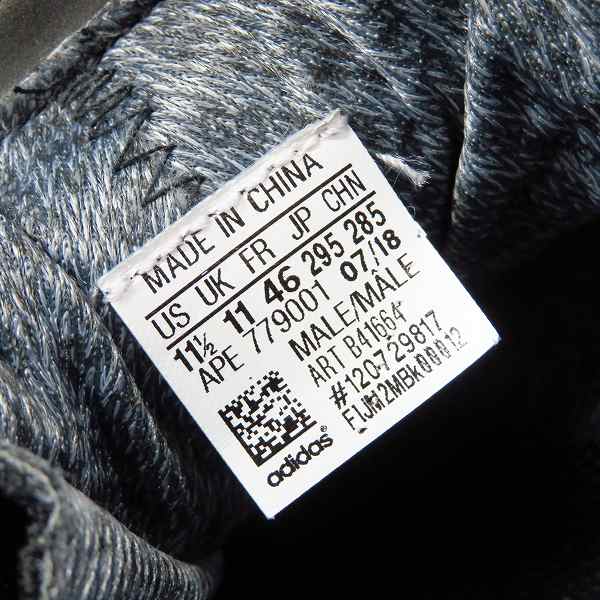 MADE IN CHINA
US UK FR JP CHN
11½ 11 46 295 285
APE 779001 07/18
MALE/MÂLE
ART B41664
#120729817
EIJM2MBK00012
adidas